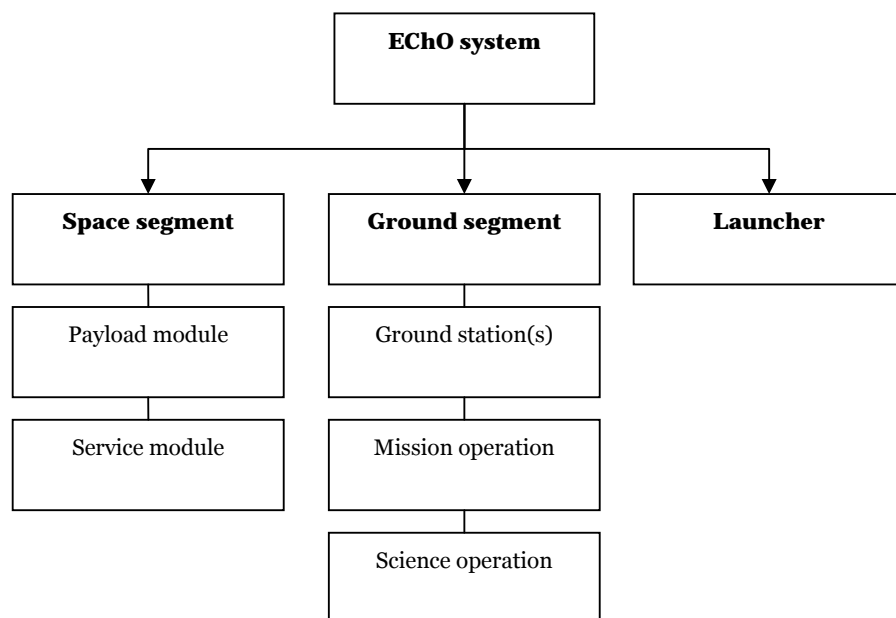 EChO system
Space segment
Ground segment
Launcher
Payload module
Ground station(s)
Service module
Mission operation
Science operation